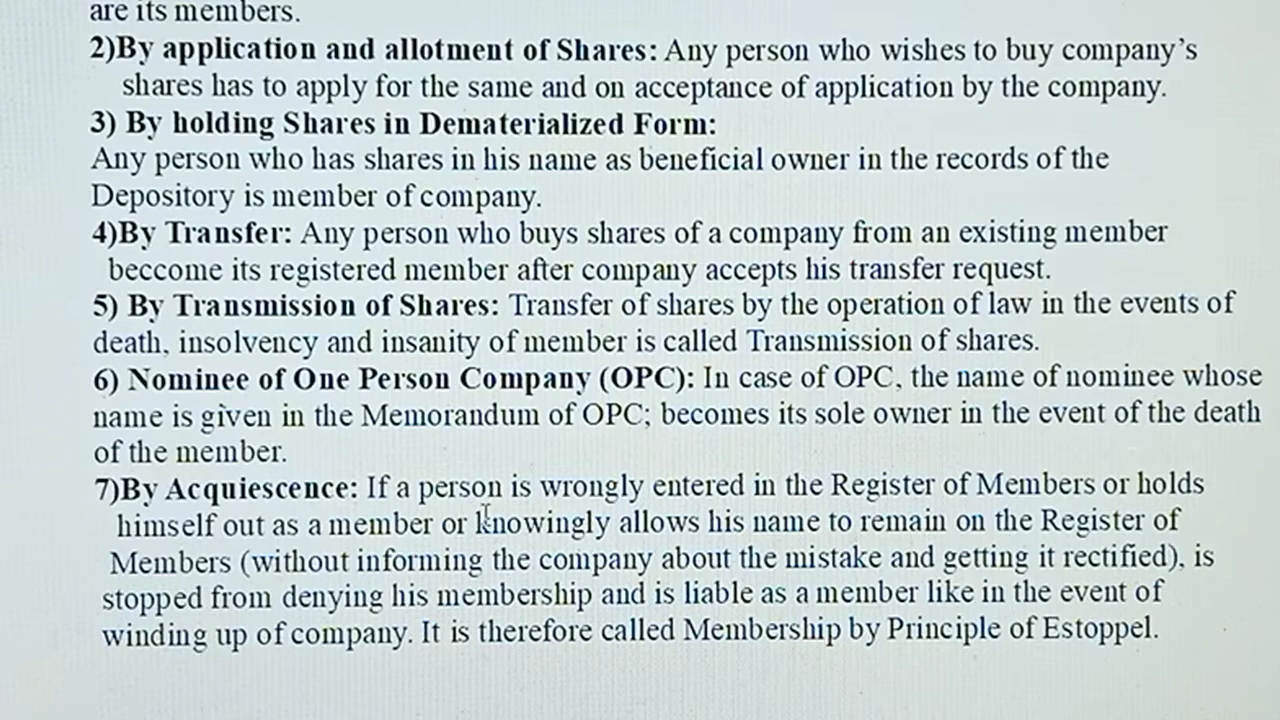 are its members.
2)By application and allotment of Shares: Any person who wishes to buy company's
shares has to apply for the same and on acceptance of application by the company.
3) By holding Shares in Dematerialized Form:
Any person who has shares in his name as beneficial owner in the records of the
Depository is member of company.
4)By Transfer: Any person who buys shares of a company from an existing member
beccome its registered member after company accepts his transfer request.
5) By Transmission of Shares: Transfer of shares by the operation of law in the events of
death, insolvency and insanity of member is called Transmission of shares.
6) Nominee of One Person Company (OPC): In case of OPC, the name of nominee whose
name is given in the Memorandum of OPC; becomes its sole owner in the event of the death
of the member.
7)By Acquiescence: If a person is wrongly entered in the Register of Members or holds
himself out as a member or knowingly allows his name to remain on the Register of
Members (without informing the company about the mistake and getting it rectified), is
stopped from denying his membership and is liable as a member like in the event of
winding up of company. It is therefore called Membership by Principle of Estoppel.